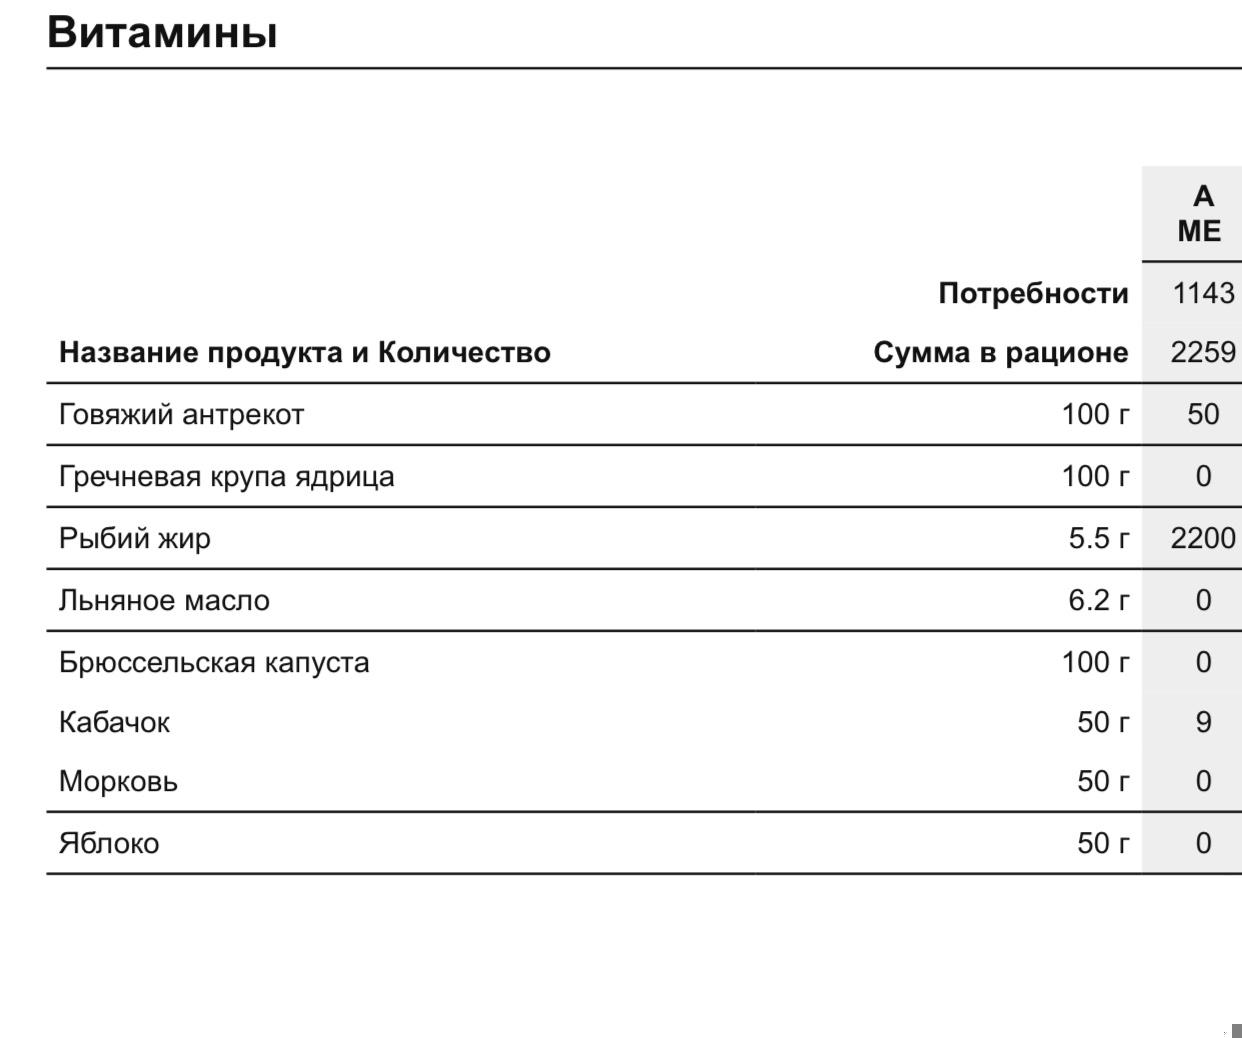 Витамины
А
МЕ
Потребности 1143
Название продукта и Количество Сумма в рационе 2259
Говяжий антрекот 100 г 50
Гречневая крупа ядрица 100 г 0
Рыбий жир 5.5 г 2200
Льняное масло 6.2 г 0
Брюссельская капуста 100 г 0
Кабачок 50 г 9
Морковь 50 г 0
Яблоко 50 г 0